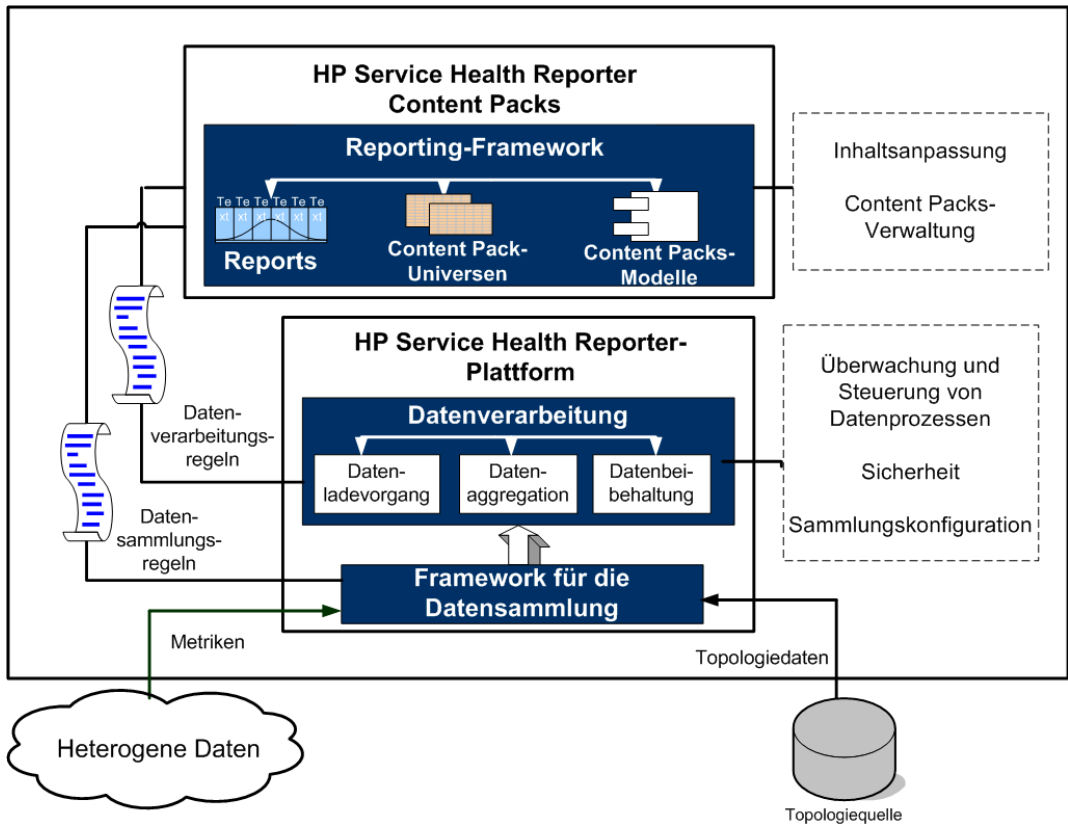 HP Service Health Reporter
Content Packs
Reporting-Framework
Te Te Te Te Te Te
xt xt xt xt xt xt
Reports
Content Pack-
Universen
Content Packs-
Modelle
Inhaltsanpassung
Content Packs-
Verwaltung
HP Service Health Reporter-
Plattform
Datenverarbeitung
Daten-
ladevorgang
Daten-
aggregation
Datenbei-
behaltung
Überwachung und
Steuerung von
Datenprozessen
Sicherheit
Sammlungskonfiguration
Daten-
verarbeitungs-
regeln
Daten-
sammlungs-
regeln
Framework für die
Datensammlung
Metriken
Topologiedaten
Heterogene Daten
Topologiequelle